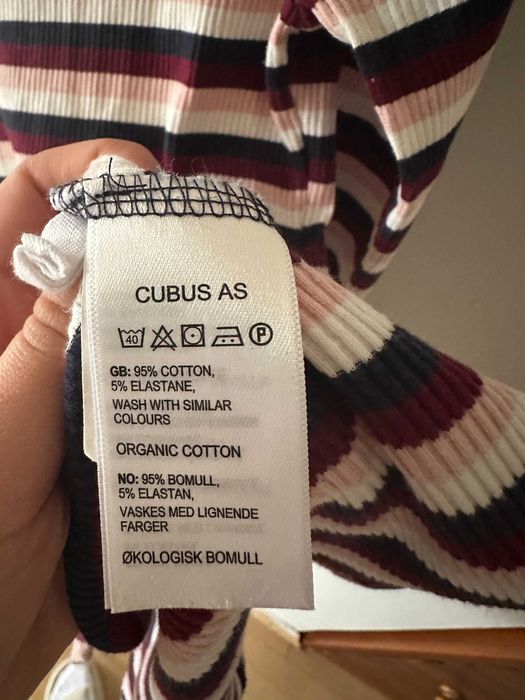 CUBUS AS
40 P
GB: 95% COTTON,
5% ELASTANE,
WASH WITH SIMILAR
COLOURS
ORGANIC COTTON
NO: 95% BOMULL,
5% ELASTAN,
VASKES MED LIGNENDE
FARGER
ØKOLOGISK BOMULL